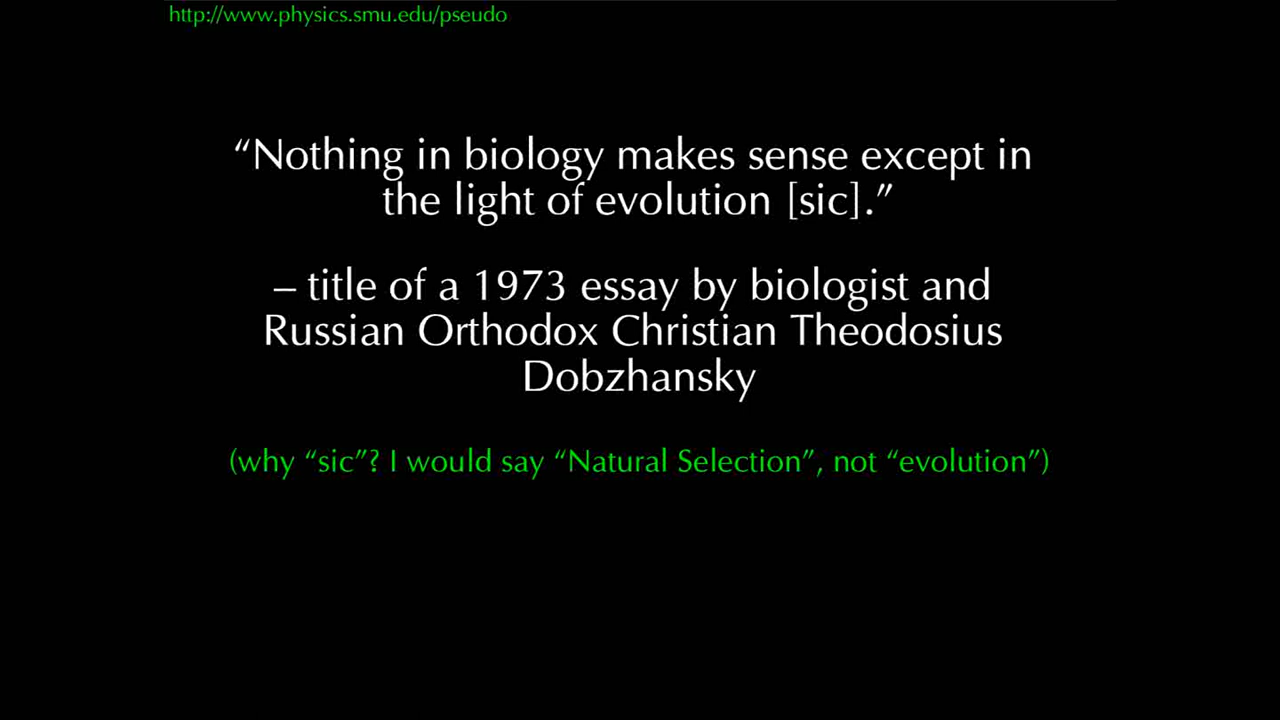 http://www.physics.smu.edu/pseudo
“Nothing in biology makes sense except in
the light of evolution [sic].”
– title of a 1973 essay by biologist and
Russian Orthodox Christian Theodosius
Dobzhansky
(why “sic”? I would say “Natural Selection”, not “evolution”)